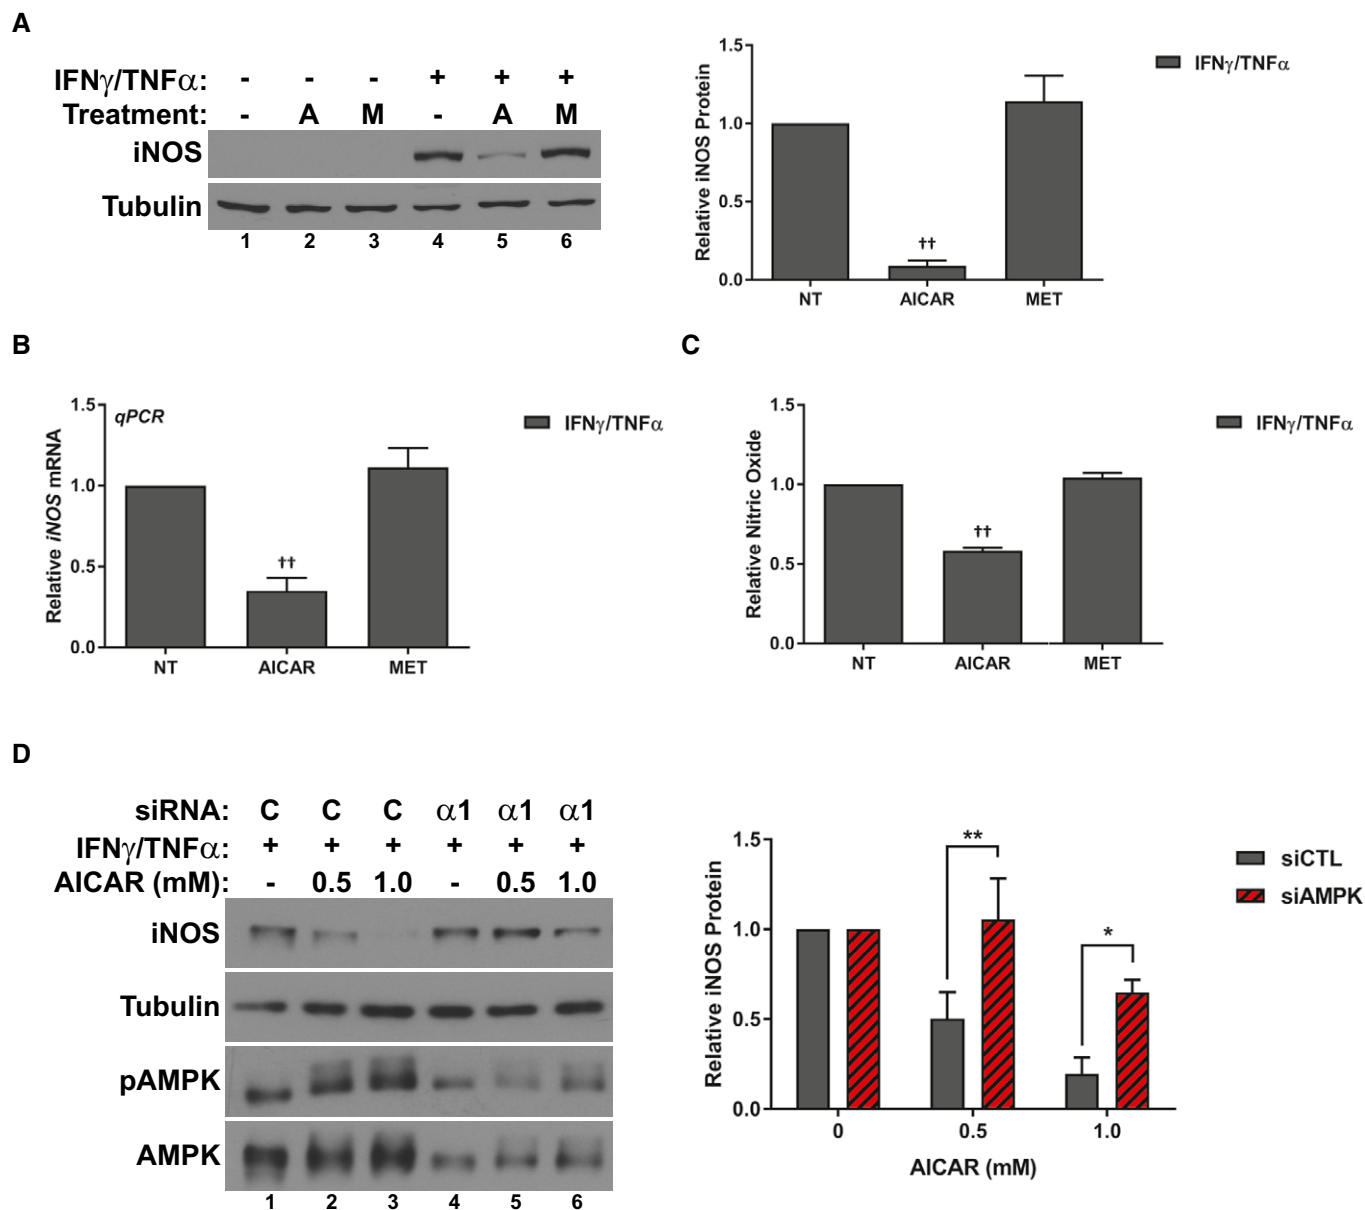 A
IFNγ/TNFα: - - - + + +
Treatment: - A M - A M
iNOS
Tubulin
1 2 3 4 5 6
Relative iNOS Protein
1.5
1.0
0.5
0.0
††
NT AICAR MET
IFNγ/TNFα
B
qPCR
Relative iNOS mRNA
1.5
1.0
0.5
0.0
††
NT AICAR MET
IFNγ/TNFα
C
Relative Nitric Oxide
1.5
1.0
0.5
0.0
††
NT AICAR MET
IFNγ/TNFα
D
siRNA: C C C α1 α1 α1
IFNγ/TNFα: + + + + + +
AICAR (mM): - 0.5 1.0 - 0.5 1.0
iNOS
Tubulin
pAMPK
AMPK
1 2 3 4 5 6
Relative iNOS Protein
1.5
1.0
0.5
0.0
**
*
0 0.5 1.0
AICAR (mM)
siCTL
siAMPK